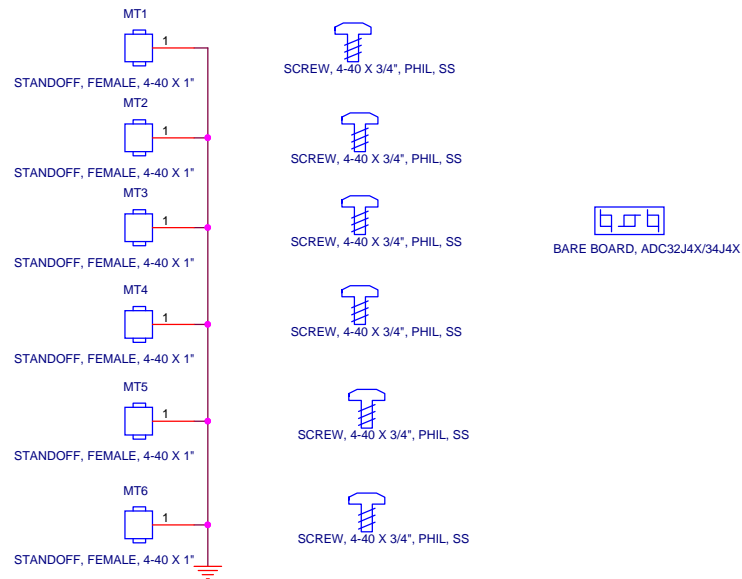 MT1
1
STANDOFF, FEMALE, 4-40 X 1"
SCREW, 4-40 X 3/4", PHIL, SS
MT2
1
STANDOFF, FEMALE, 4-40 X 1"
SCREW, 4-40 X 3/4", PHIL, SS
MT3
1
STANDOFF, FEMALE, 4-40 X 1"
SCREW, 4-40 X 3/4", PHIL, SS
BARE BOARD, ADC32J4X/34J4X
MT4
1
STANDOFF, FEMALE, 4-40 X 1"
SCREW, 4-40 X 3/4", PHIL, SS
MT5
1
STANDOFF, FEMALE, 4-40 X 1"
SCREW, 4-40 X 3/4", PHIL, SS
MT6
1
STANDOFF, FEMALE, 4-40 X 1"
SCREW, 4-40 X 3/4", PHIL, SS